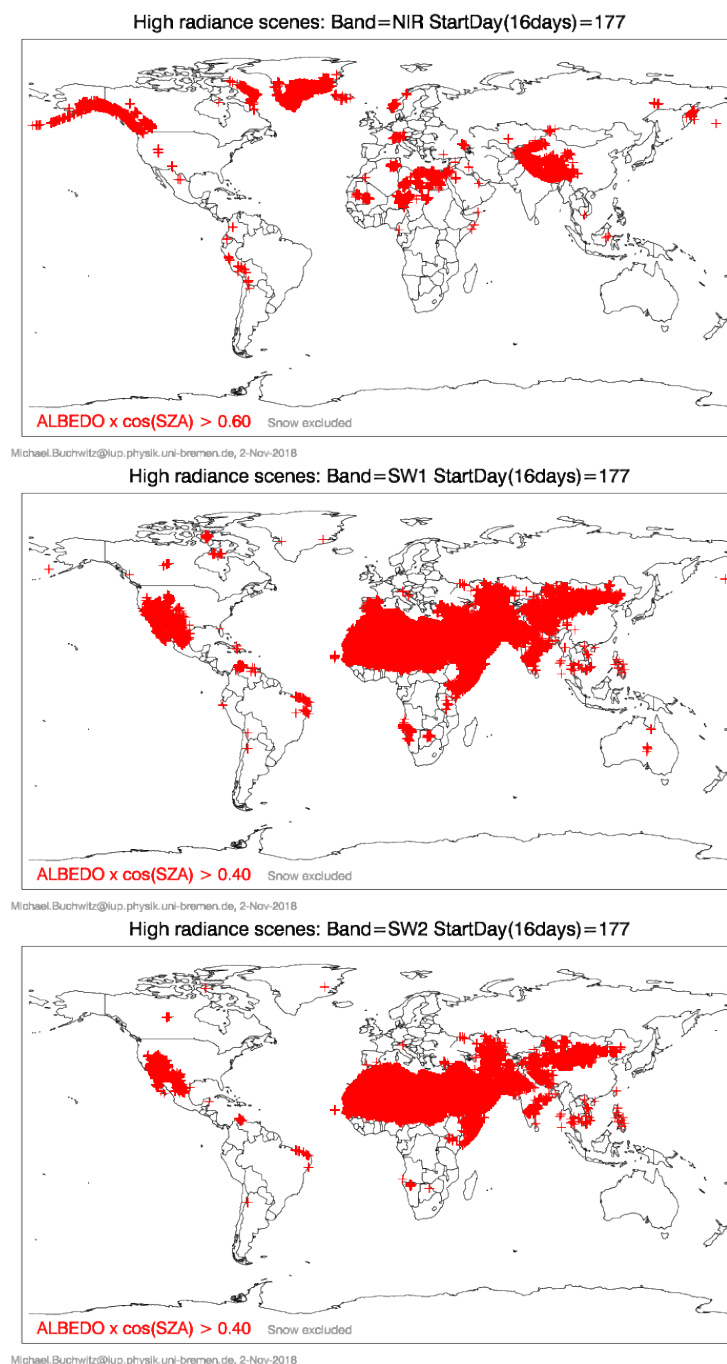 High radiance scenes: Band=NIR StartDay(16days)=177
ALBEDO x cos(SZA) > 0.60 Snow excluded
Michael.Buchwitz@iup.physik.uni-bremen.de, 2-Nov-2018
High radiance scenes: Band=SW1 StartDay(16days)=177
ALBEDO x cos(SZA) > 0.40 Snow excluded
Michael.Buchwitz@iup.physik.uni-bremen.de, 2-Nov-2018
High radiance scenes: Band=SW2 StartDay(16days)=177
ALBEDO x cos(SZA) > 0.40 Snow excluded
Michael.Buchwitz@iup.physik.uni-bremen.de, 2-Nov-2018